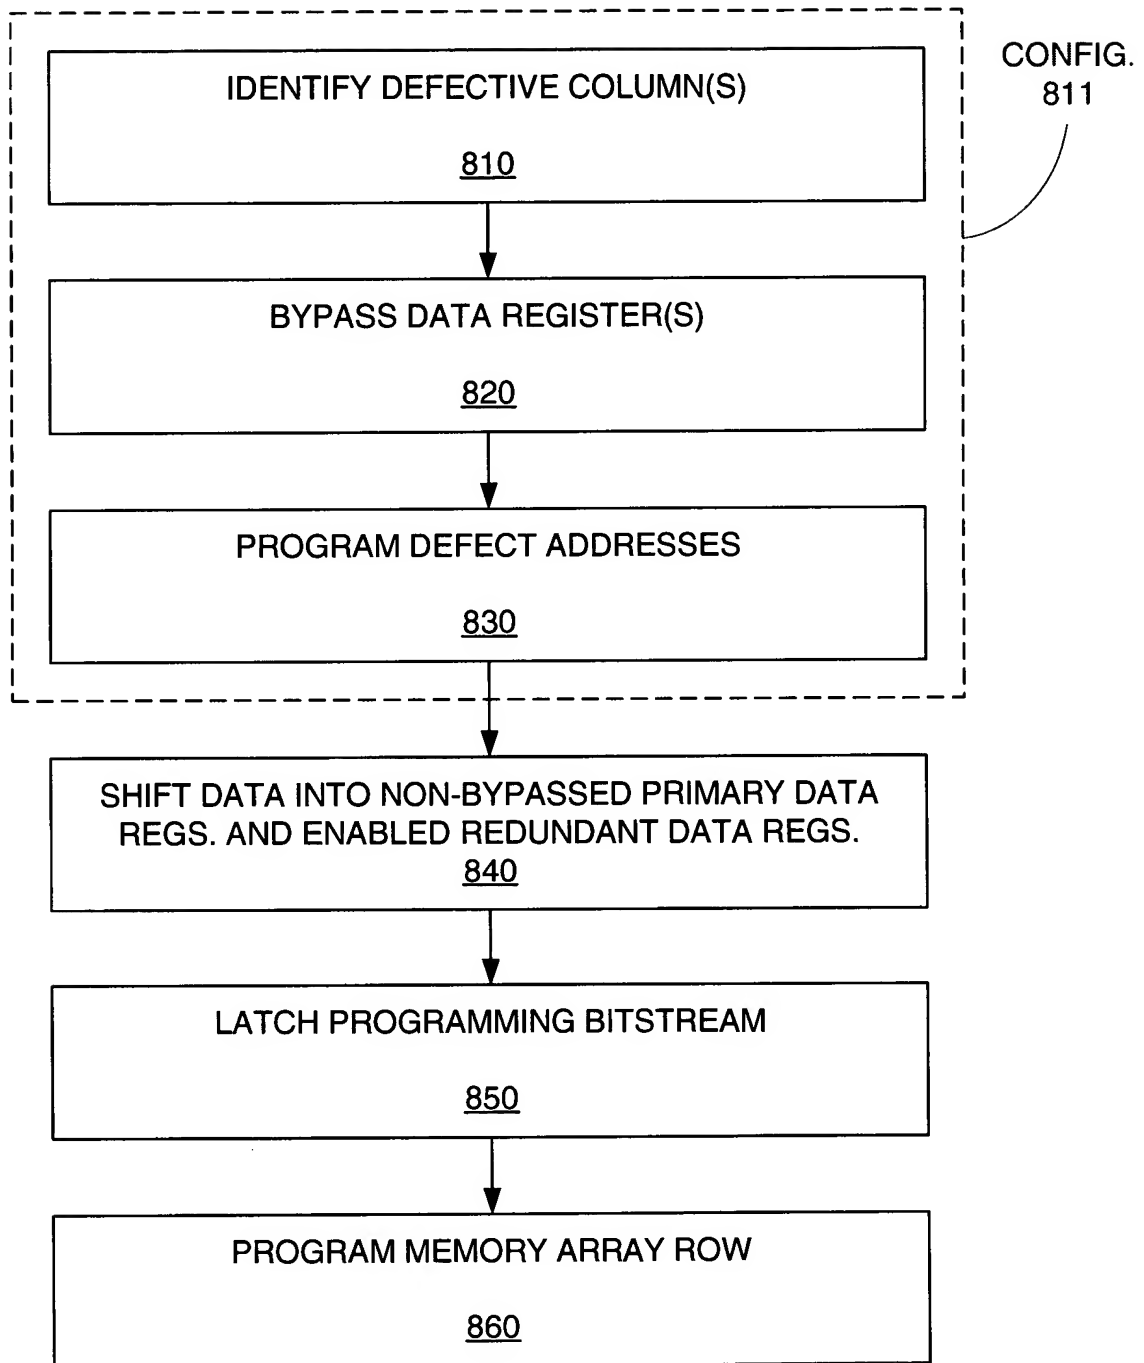 IDENTIFY DEFECTIVE COLUMN(S)
810
CONFIG.
811
BYPASS DATA REGISTER(S)
820
PROGRAM DEFECT ADDRESSES
830
SHIFT DATA INTO NON-BYPASSED PRIMARY DATA
REGS. AND ENABLED REDUNDANT DATA REGS.
840
LATCH PROGRAMMING BITSTREAM
850
PROGRAM MEMORY ARRAY ROW
860